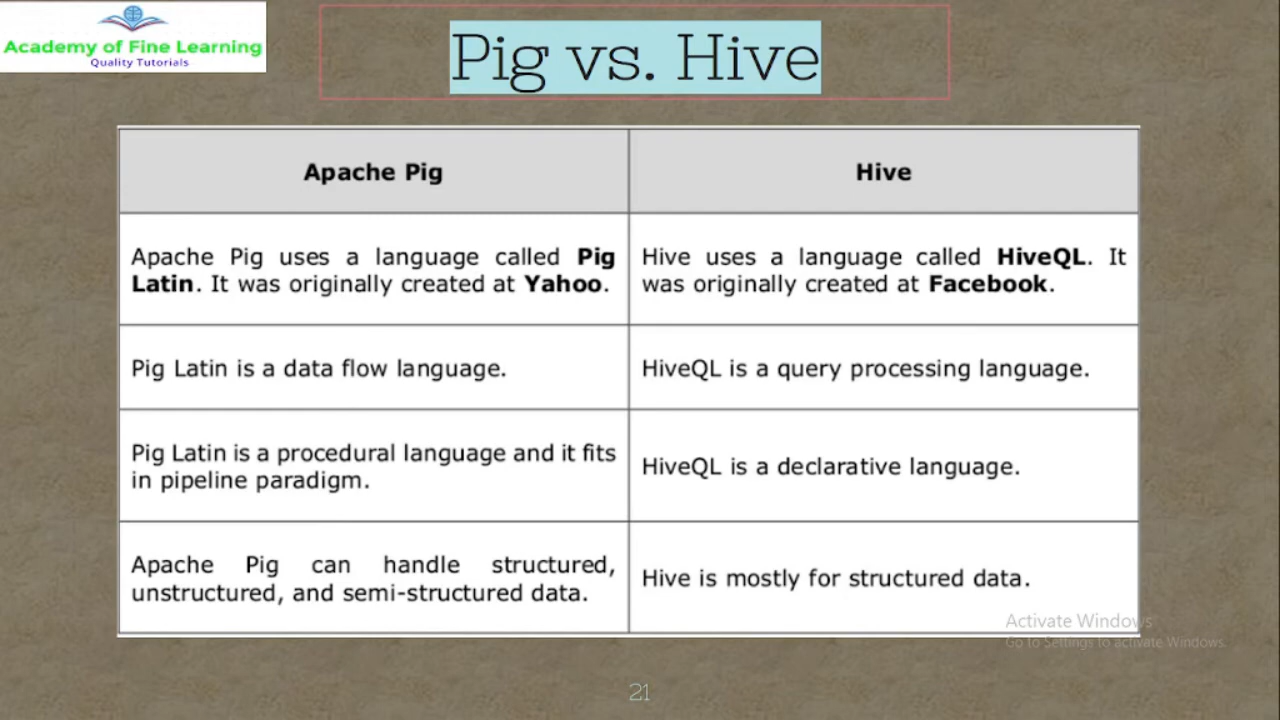 Academy of Fine Learning
Quality Tutorials
Pig vs. Hive
Apache Pig
Hive
Apache Pig uses a language called Pig
Latin. It was originally created at Yahoo.
Hive uses a language called HiveQL. It
was originally created at Facebook.
Pig Latin is a data flow language.
HiveQL is a query processing language.
Pig Latin is a procedural language and it fits
in pipeline paradigm.
HiveQL is a declarative language.
Apache Pig can handle structured,
unstructured, and semi-structured data.
Hive is mostly for structured data.
Activate Windows
Go to Settings to activate Windows.
21